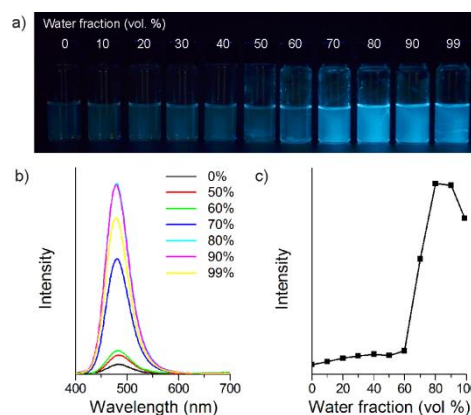 a)
Water fraction (vol. %)
0 10 20 30 40 50 60 70 80 90 99
b)
Intensity
0%
50%
60%
70%
80%
90%
99%
400 500 600 700
Wavelength (nm)
c)
Intensity
0 20 40 60 80 100
Water fraction (vol %)